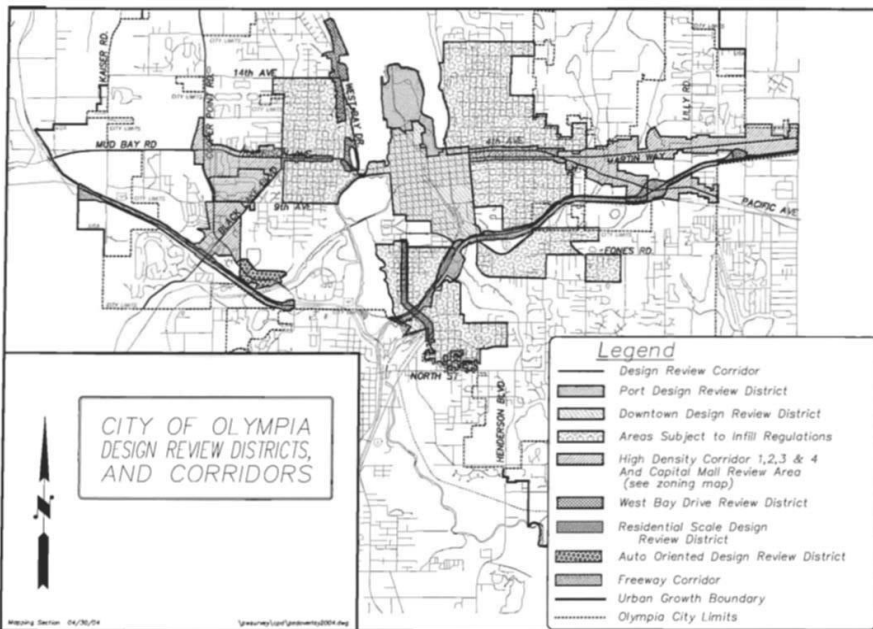 CITY LIMITS
KAISER RD.
14th AVE
WEST BAY DR.
LILLY RD.
MUD BAY RD
4th AVE
MARTIN WAY
9th AVE
BLACK LAKE BLVD
PACIFIC AVE
FONES RD.
CITY LIMITS
NORTH ST
HENDERSON BLVD
CITY OF OLYMPIA
DESIGN REVIEW DISTRICTS,
AND CORRIDORS
N
Legend
Design Review Corridor
Port Design Review District
Downtown Design Review District
Areas Subject to Infill Regulations
High Density Corridor 1,2,3 & 4
And Capital Mall Review Area
(see zoning map)
West Bay Drive Review District
Residential Scale Design
Review District
Auto Oriented Design Review District
Freeway Corridor
Urban Growth Boundary
Olympia City Limits
Mapping Section 04/30/04